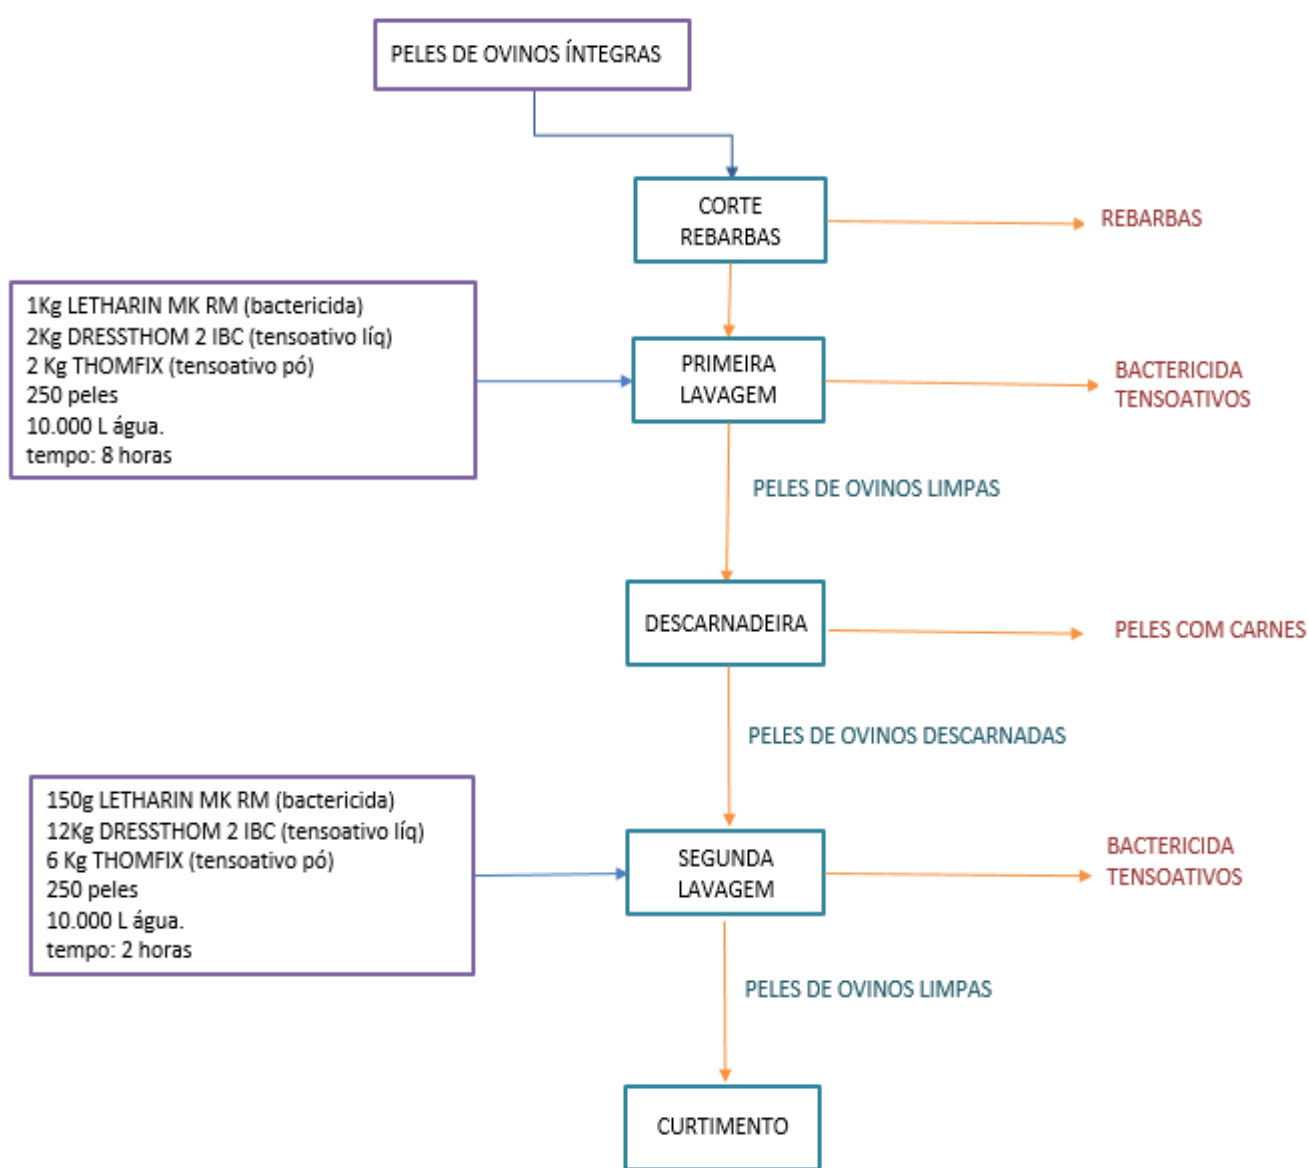 PELES DE OVINOS ÍNTEGRAS
CORTE
REBARBAS
REBARBAS
1Kg LETHARIN MK RM (bactericida)
2Kg DRESSTHOM 2 IBC (tensoativo líq)
2 Kg THOMFIX (tensoativo pó)
250 peles
10.000 L água.
tempo: 8 horas
PRIMEIRA
LAVAGEM
BACTERICIDA
TENSOATIVOS
PELES DE OVINOS LIMPAS
DESCARNADEIRA
PELES COM CARNES
PELES DE OVINOS DESCARNADAS
150g LETHARIN MK RM (bactericida)
12Kg DRESSTHOM 2 IBC (tensoativo líq)
6 Kg THOMFIX (tensoativo pó)
250 peles
10.000 L água.
tempo: 2 horas
SEGUNDA
LAVAGEM
BACTERICIDA
TENSOATIVOS
PELES DE OVINOS LIMPAS
CURTIMENTO